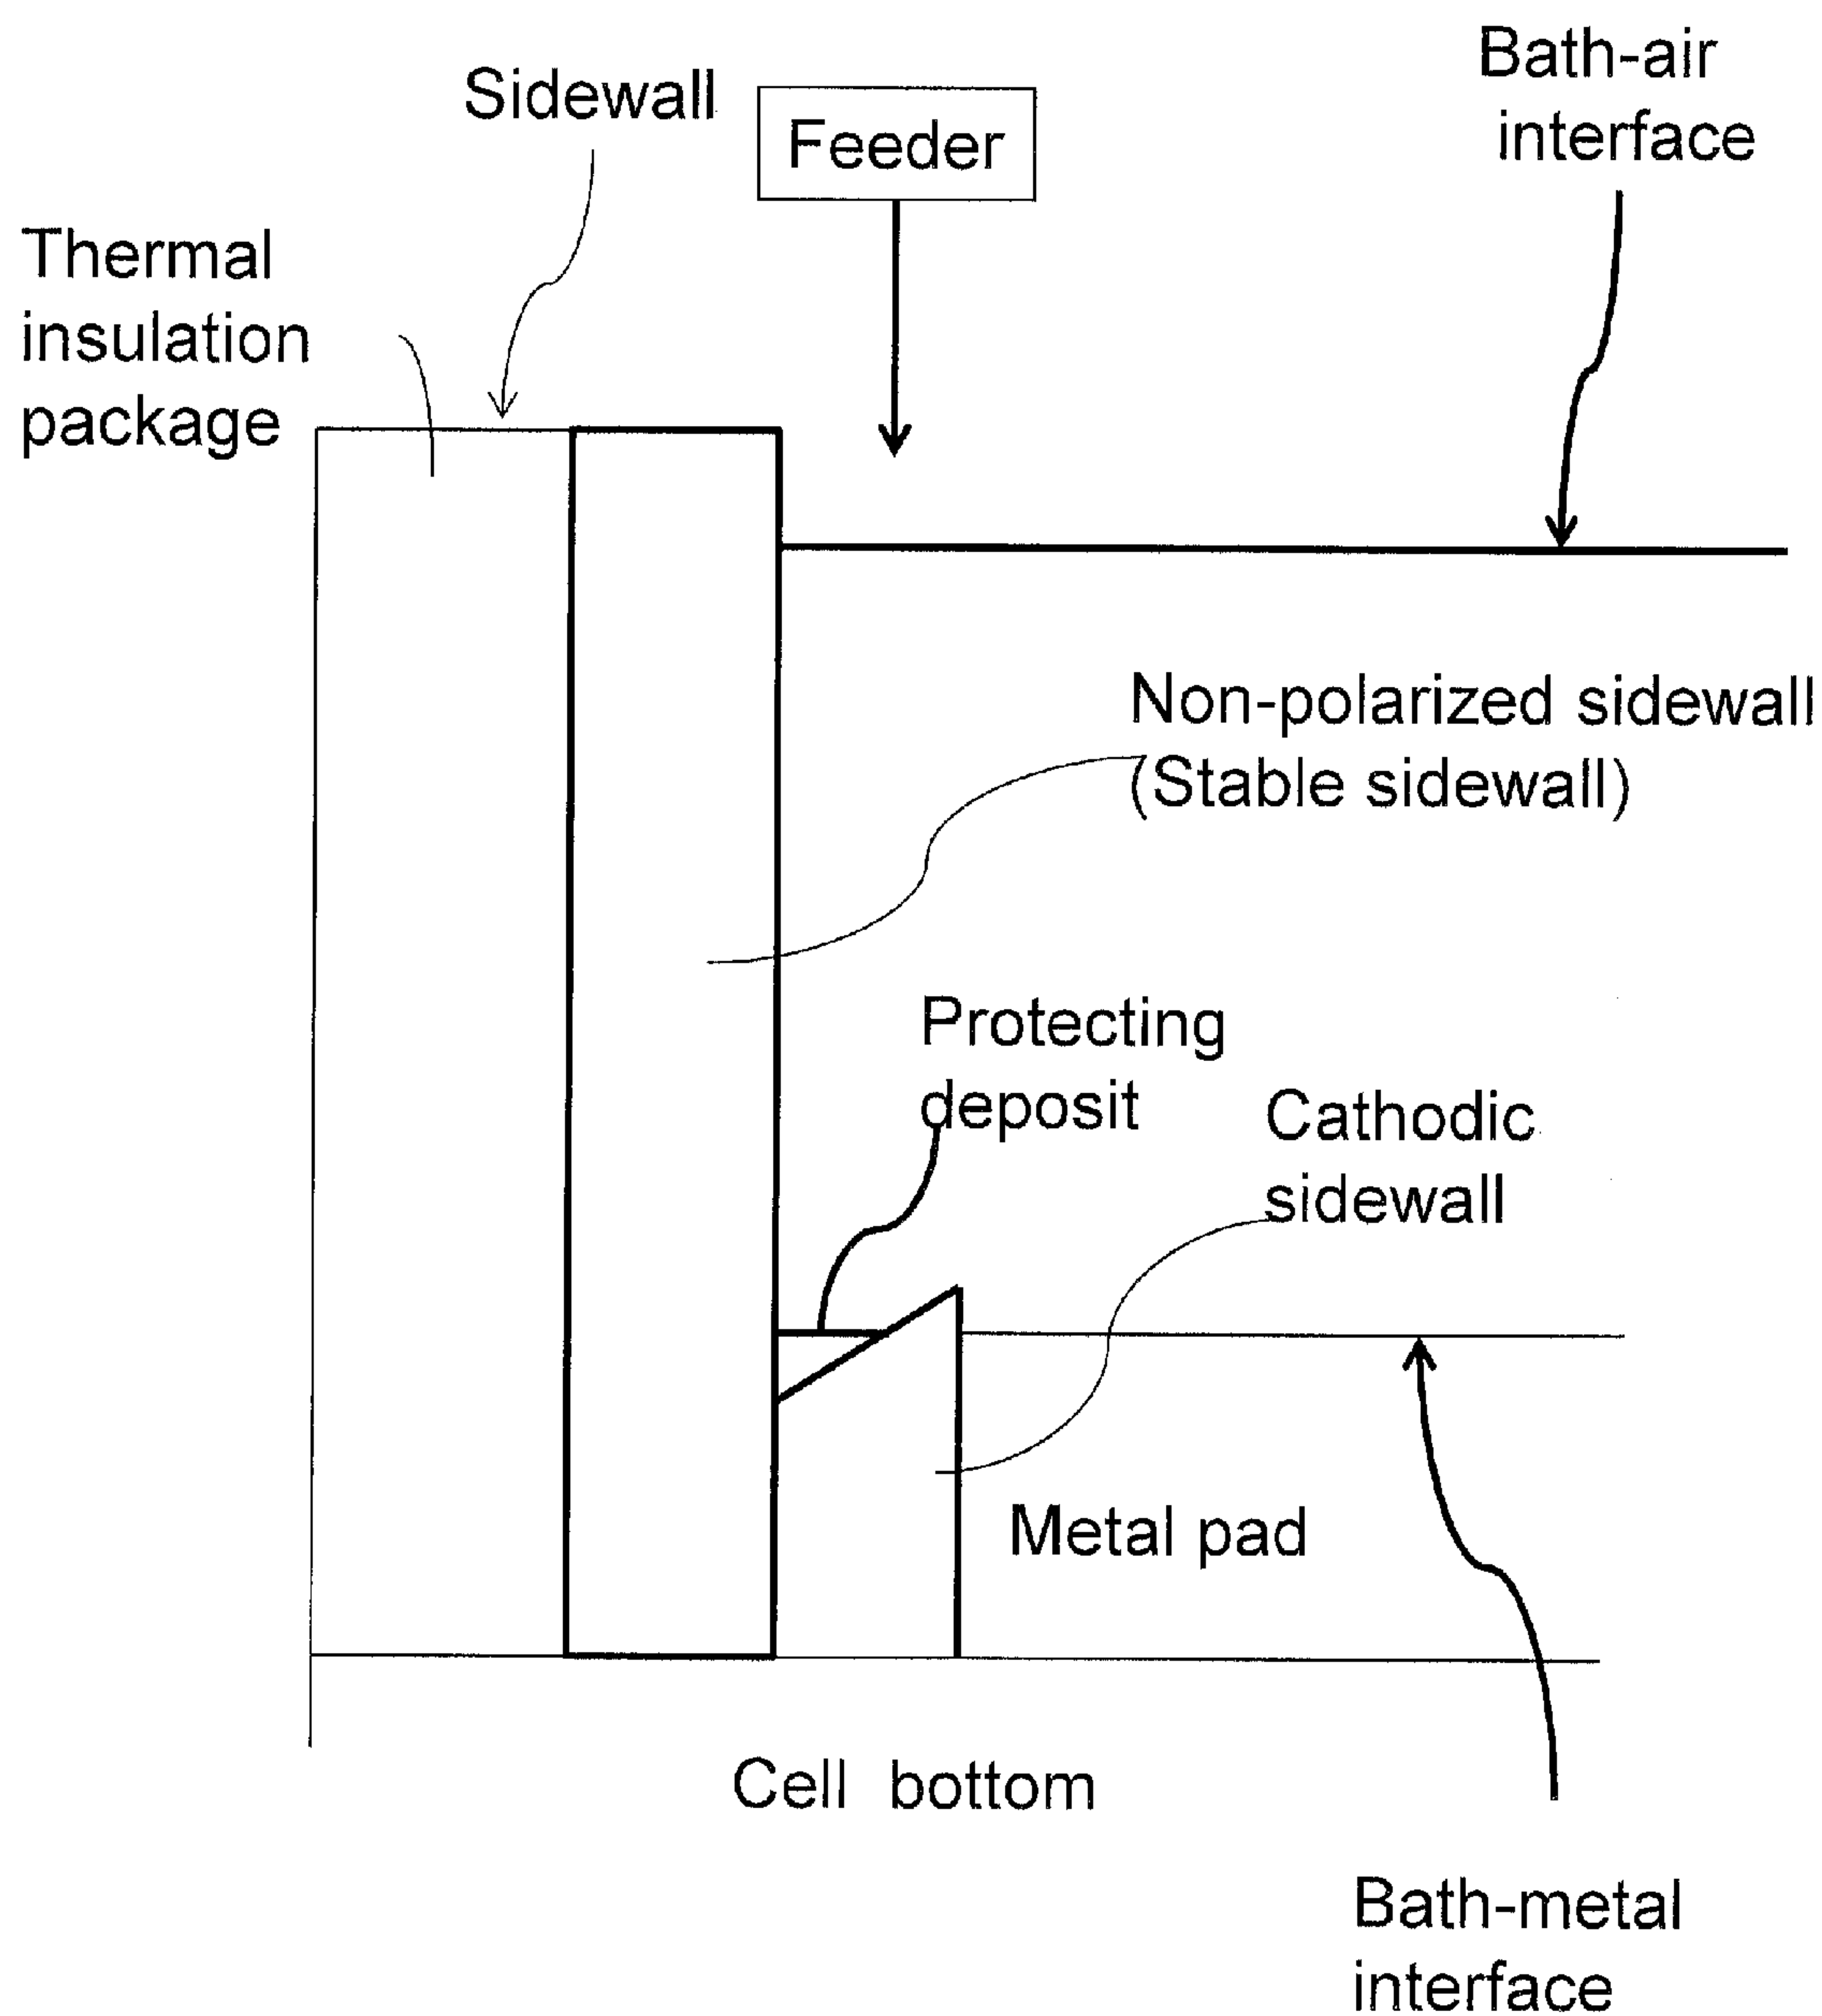 Bath-air
interface
Sidewall
Feeder
Thermal
insulation
package
Non-polarized sidewall
(Stable sidewall)
Protecting
deposit
Cathodic
sidewall
Metal pad
Cell bottom
Bath-metal
interface